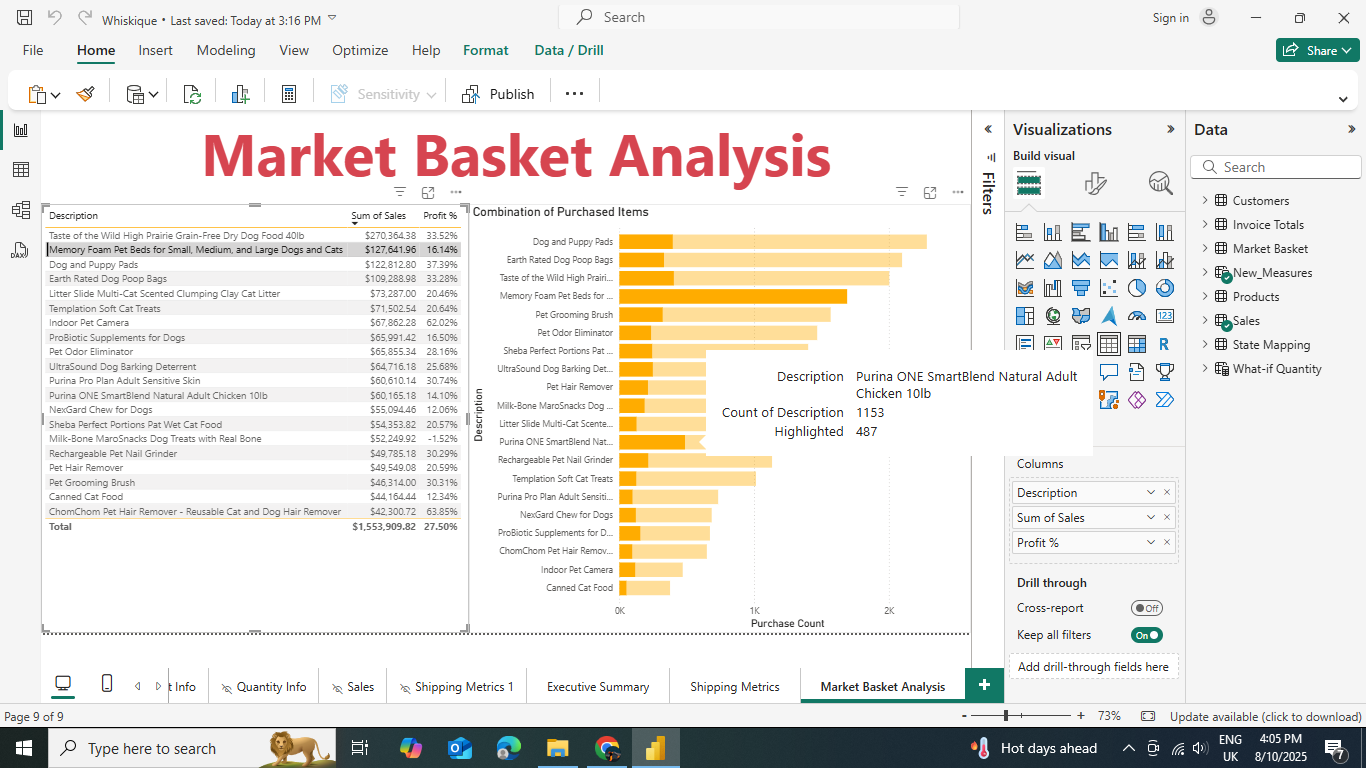 Whiskique • Last saved: Today at 3:16 PM
Search
Sign in
File
Home
Insert
Modeling
View
Optimize
Help
Format
Data / Drill
Share
Sensitivity
Publish
Market Basket Analysis
Description Sum of Sales Profit %
Taste of the Wild High Prairie Grain-Free Dry Dog Food 40lb $270,364.38 33.52%
Memory Foam Pet Beds for Small, Medium, and Large Dogs and Cats $127,641.96 16.14%
Dog and Puppy Pads $122,812.80 37.39%
Earth Rated Dog Poop Bags $109,288.98 33.28%
Litter Slide Multi-Cat Scented Clumping Clay Cat Litter $73,287.00 20.46%
Templation Soft Cat Treats $71,502.54 20.64%
Indoor Pet Camera $67,862.28 62.02%
ProBiotic Supplements for Dogs $65,991.42 16.50%
Pet Odor Eliminator $65,855.34 28.16%
UltraSound Dog Barking Deterrent $64,716.18 25.68%
Purina Pro Plan Adult Sensitive Skin $60,610.14 30.74%
Purina ONE SmartBlend Natural Adult Chicken 10lb $60,165.18 14.10%
NexGard Chew for Dogs $55,094.46 12.06%
Sheba Perfect Portions Pat Wet Cat Food $54,353.82 20.57%
Milk-Bone MaroSnacks Dog Treats with Real Bone $52,249.92 -1.52%
Rechargeable Pet Nail Grinder $49,785.18 30.29%
Pet Hair Remover $49,549.08 20.59%
Pet Grooming Brush $46,314.00 30.31%
Canned Cat Food $44,164.44 12.34%
ChomChom Pet Hair Remover - Reusable Cat and Dog Hair Remover $42,300.72 63.85%
Total $1,553,909.82 27.50%
Combination of Purchased Items
Description
Dog and Puppy Pads
Earth Rated Dog Poop Bags
Taste of the Wild High Prairi...
Memory Foam Pet Beds for ...
Pet Grooming Brush
Pet Odor Eliminator
Sheba Perfect Portions Pat ...
UltraSound Dog Barking Det...
Pet Hair Remover
Milk-Bone MaroSnacks Dog ...
Litter Slide Multi-Cat Scente...
Purina ONE SmartBlend Nat...
Rechargeable Pet Nail Grinder
Templation Soft Cat Treats
Purina Pro Plan Adult Sensiti...
NexGard Chew for Dogs
ProBiotic Supplements for D...
ChomChom Pet Hair Remov...
Indoor Pet Camera
Canned Cat Food
0K 1K 2K
Purchase Count
Description Purina ONE SmartBlend Natural Adult
Chicken 10lb
Count of Description 1153
Highlighted 487
Filters
Visualizations
Build visual
123
R
Columns
Description
Sum of Sales
Profit %
Drill through
Cross-report Off
Keep all filters On
Add drill-through fields here
Data
Search
Customers
Invoice Totals
Market Basket
New_Measures
Products
Sales
State Mapping
What-if Quantity
t Info
Quantity Info
Sales
Shipping Metrics 1
Executive Summary
Shipping Metrics
Market Basket Analysis
Page 9 of 9
73%
Update available (click to download)
Type here to search
Hot days ahead
ENG
UK
4:05 PM
8/10/2025
7